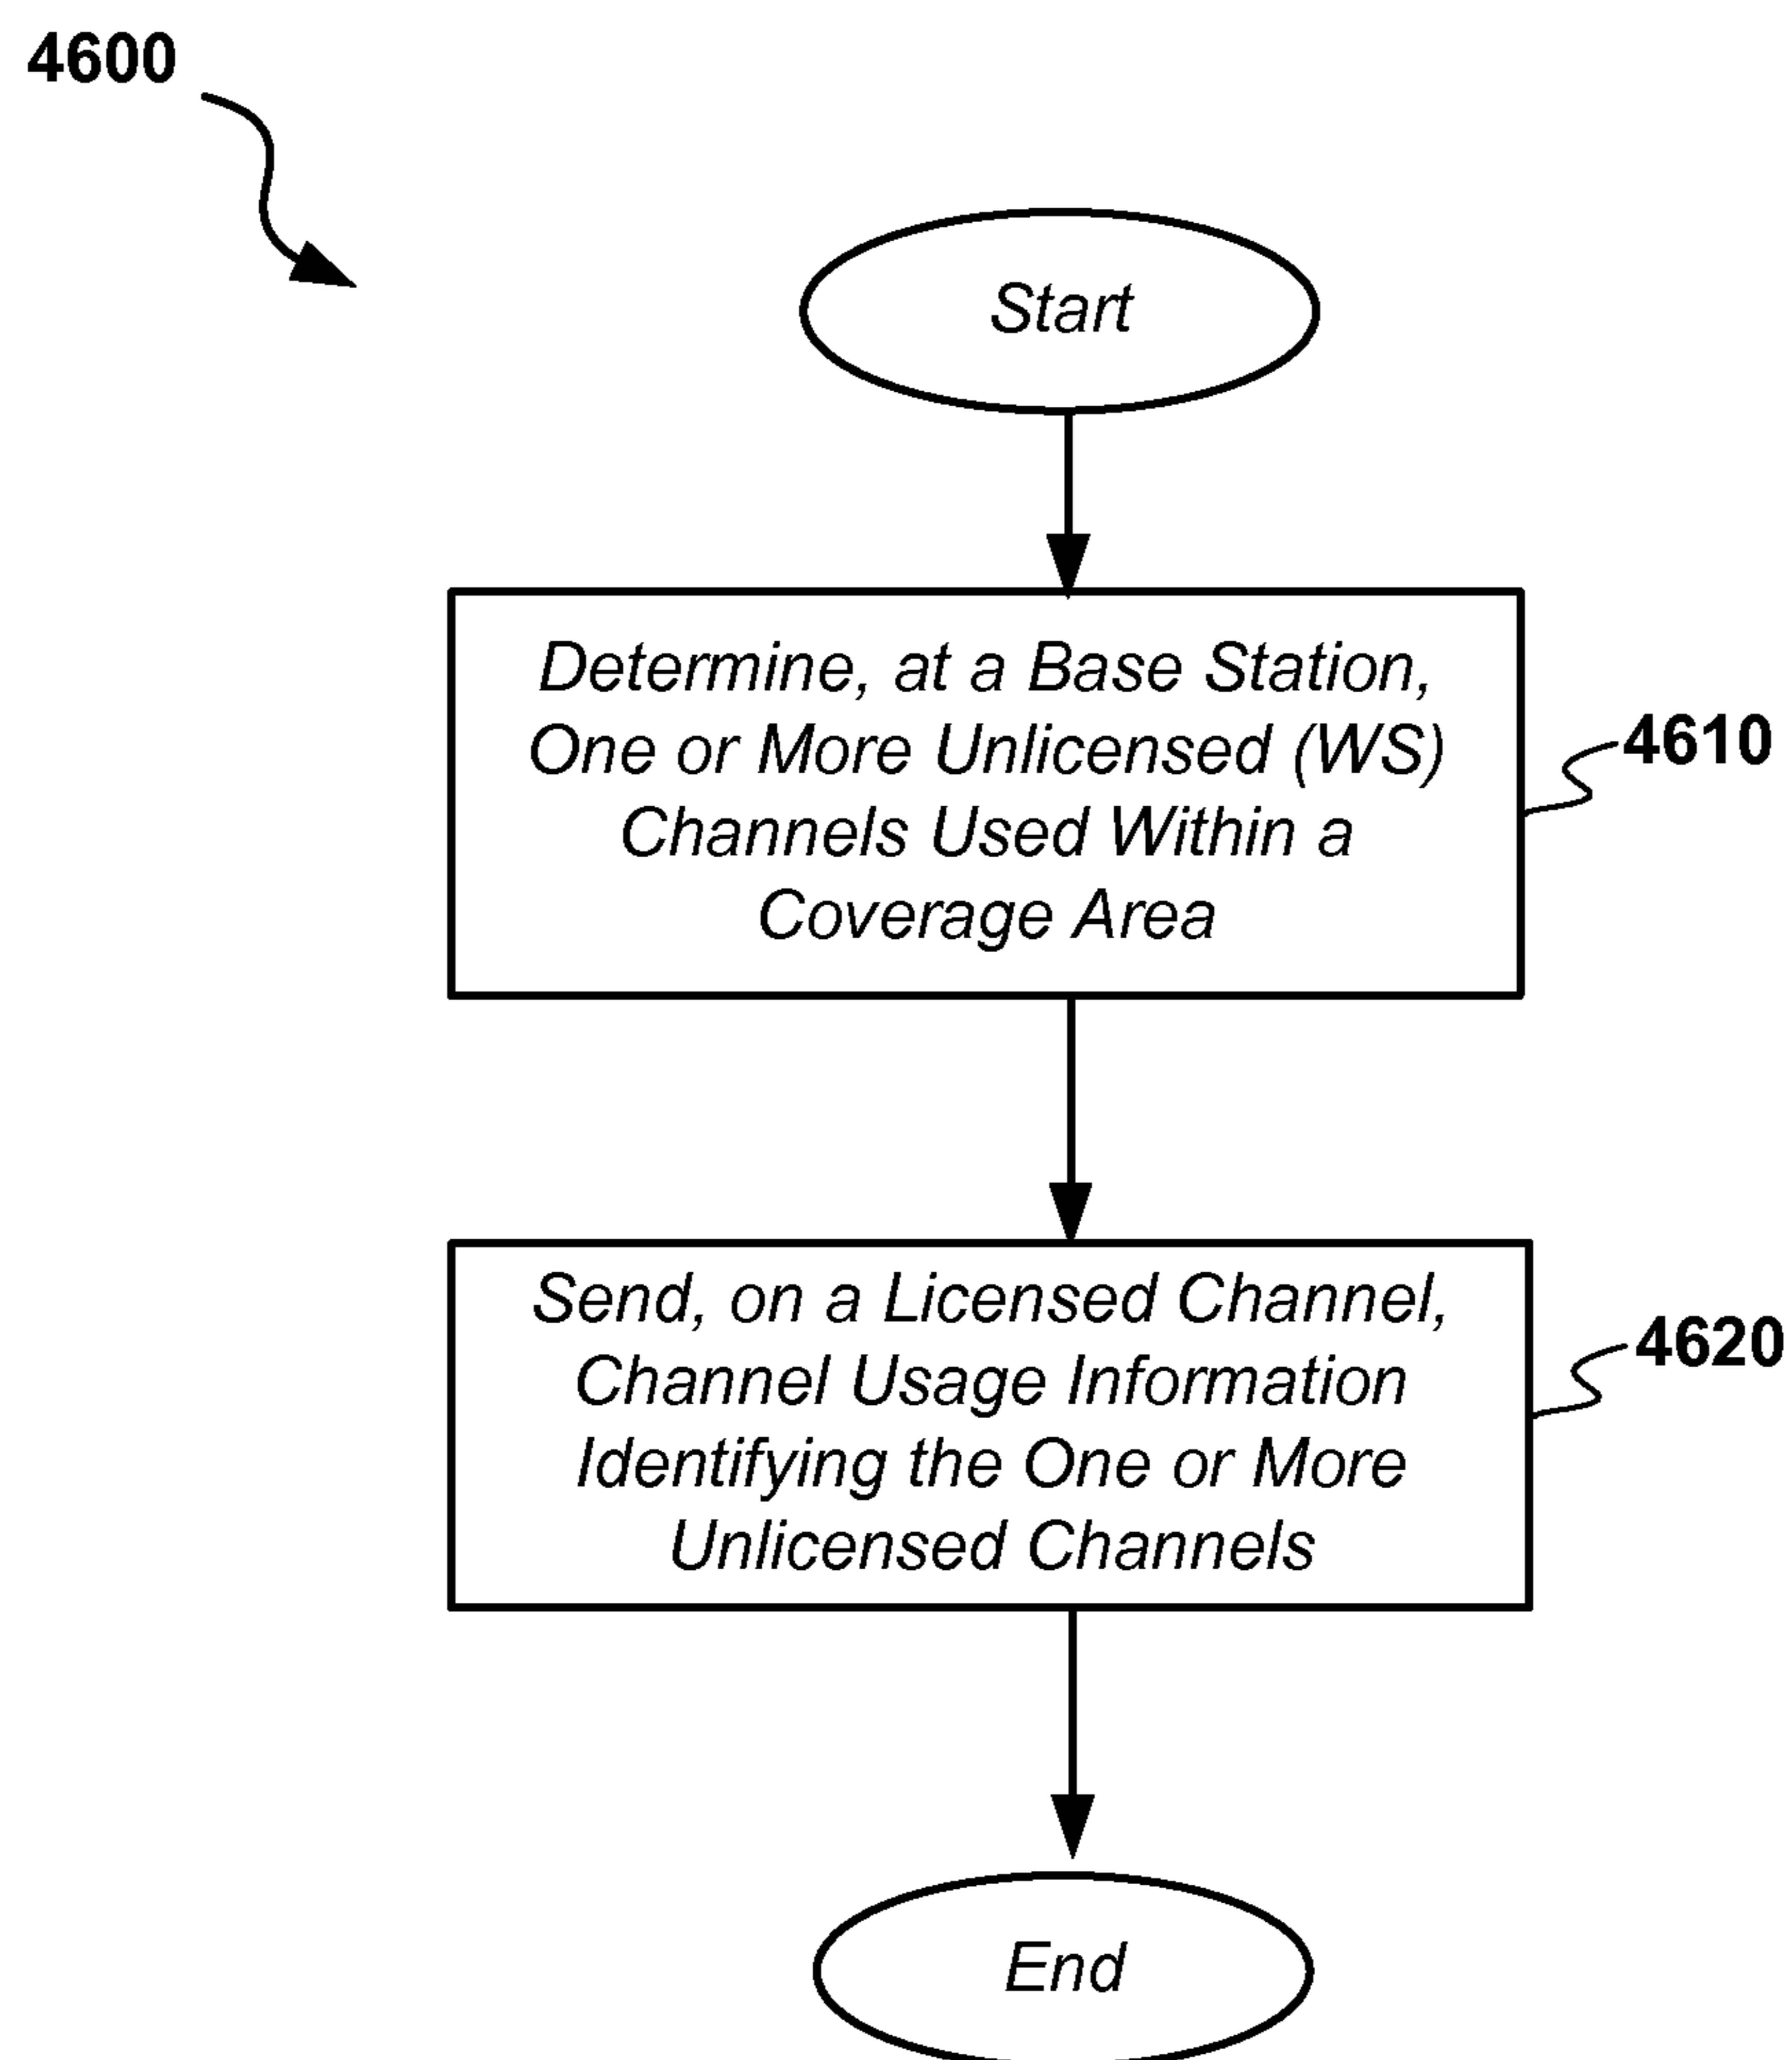 4600
Start
Determine, at a Base Station,
One or More Unlicensed (WS)
Channels Used Within a
Coverage Area
4610
Send, on a Licensed Channel,
Channel Usage Information
Identifying the One or More
Unlicensed Channels
4620
End